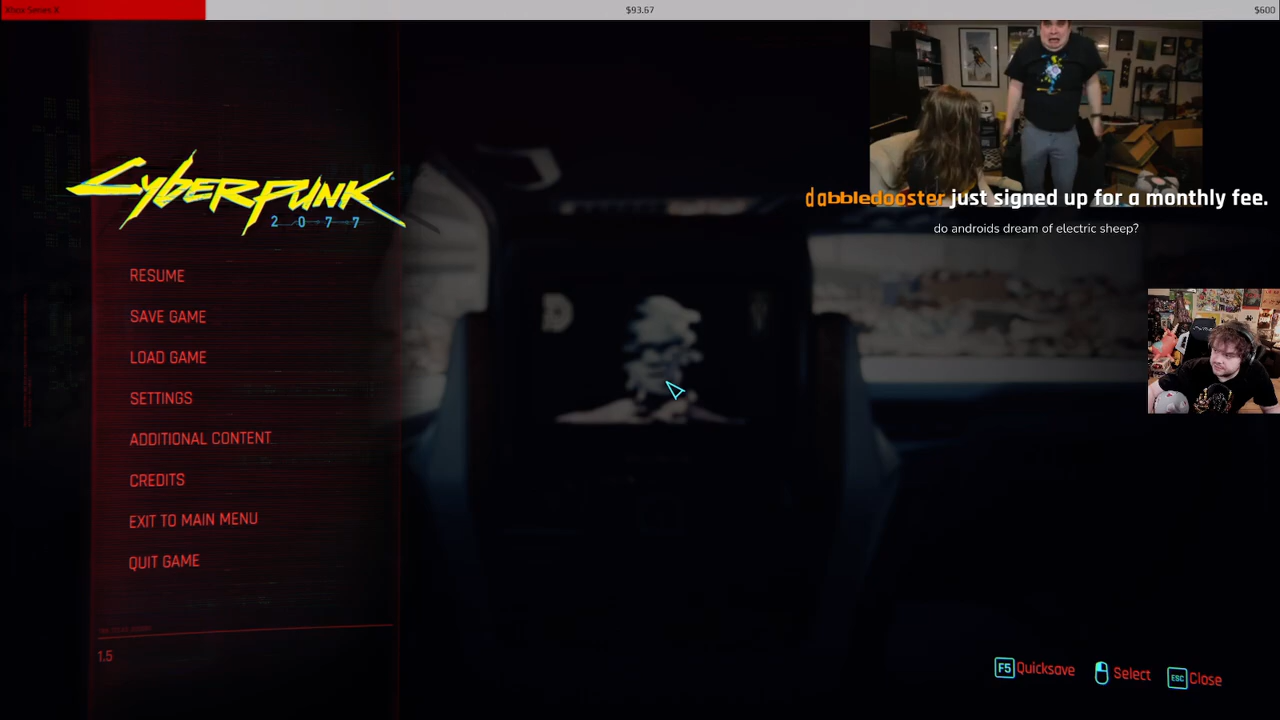 Xbox Series X
$93.67
$600
dabbledooster just signed up for a monthly fee.
do androids dream of electric sheep?
CYBERPUNK
2077
RESUME
SAVE GAME
LOAD GAME
SETTINGS
ADDITIONAL CONTENT
CREDITS
EXIT TO MAIN MENU
QUIT GAME
1.5
F5 Quicksave
Select
ESC Close